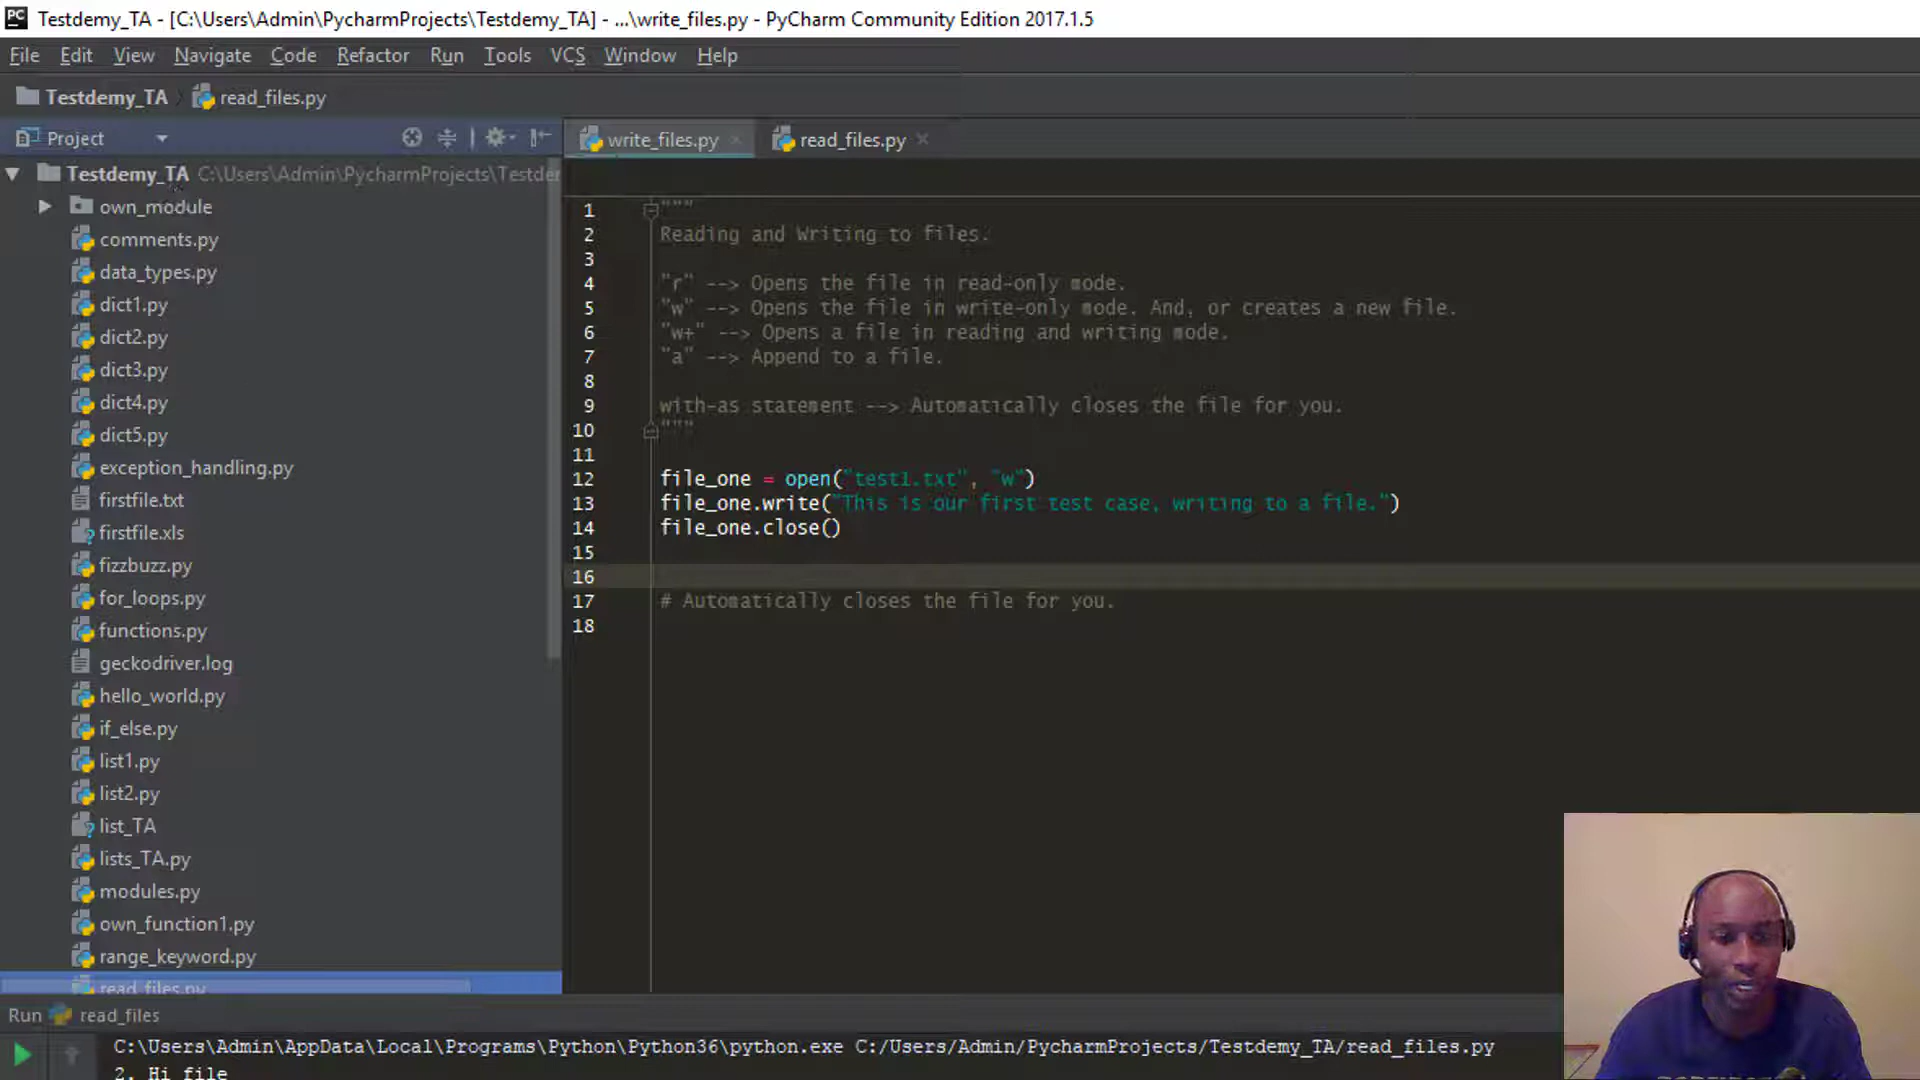 PC Testdemy_TA - [C:\Users\Admin\PycharmProjects\Testdemy_TA] - ...\write_files.py - PyCharm Community Edition 2017.1.5
File Edit View Navigate Code Refactor Run Tools VCS Window Help
Testdemy_TA read_files.py
Project
write_files.py read_files.py
Testdemy_TA C:\Users\Admin\PycharmProjects\Testder
own_module
comments.py
data_types.py
dict1.py
dict2.py
dict3.py
dict4.py
dict5.py
exception_handling.py
firstfile.txt
firstfile.xls
fizzbuzz.py
for_loops.py
functions.py
geckodriver.log
hello_world.py
if_else.py
list1.py
list2.py
list_TA
lists_TA.py
modules.py
own_function1.py
range_keyword.py
read_files.py
1 """
2 Reading and Writing to files.
3
4 "r" --> Opens the file in read-only mode.
5 "w" --> Opens the file in write-only mode. And, or creates a new file.
6 "w+" --> Opens a file in reading and writing mode.
7 "a" --> Append to a file.
8
9 with-as statement --> Automatically closes the file for you.
10 """
11
12 file_one = open("test1.txt", "w")
13 file_one.write("This is our first test case, writing to a file.")
14 file_one.close()
15
16
17 # Automatically closes the file for you.
18
Run read_files
C:\Users\Admin\AppData\Local\Programs\Python\Python36\python.exe C:/Users/Admin/PycharmProjects/Testdemy_TA/read_files.py
2. Hi file